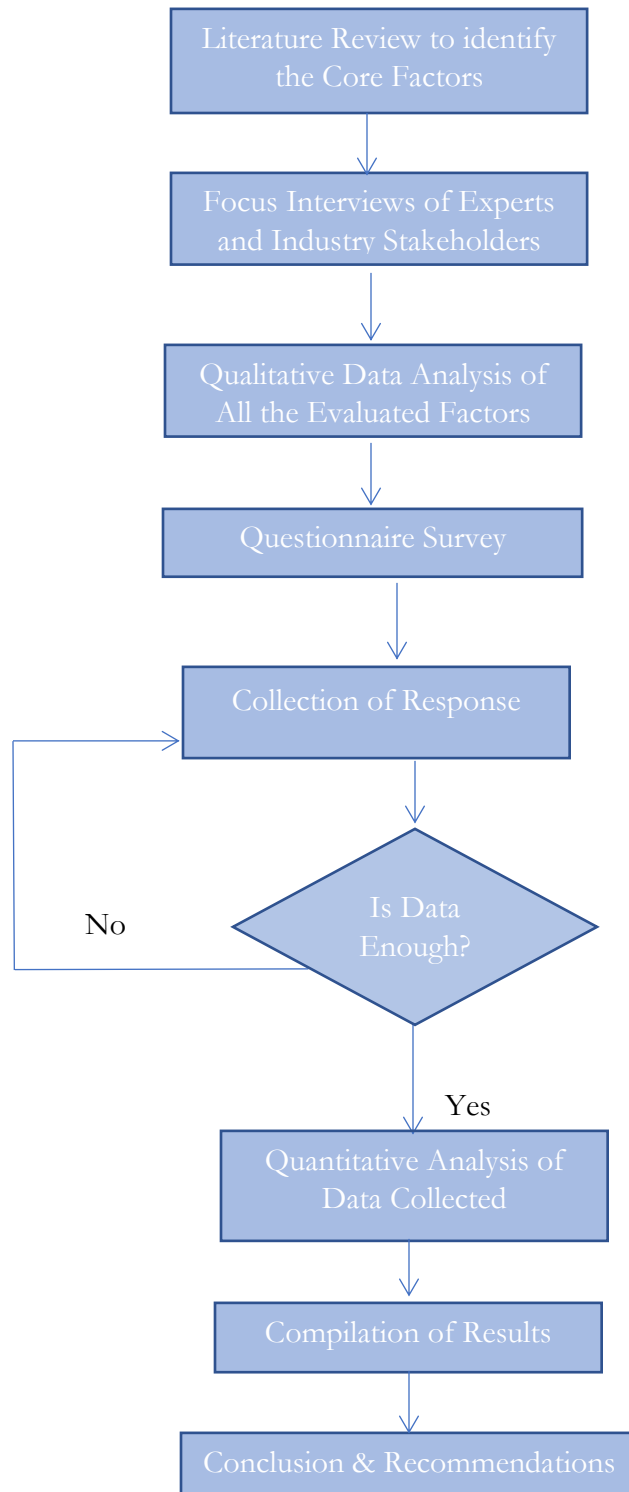 Literature Review to identify
the Core Factors
Focus Interviews of Experts
and Industry Stakeholders
Qualitative Data Analysis of
All the Evaluated Factors
Questionnaire Survey
Collection of Response
Is Data
Enough?
No
Yes
Quantitative Analysis of
Data Collected
Compilation of Results
Conclusion & Recommendations